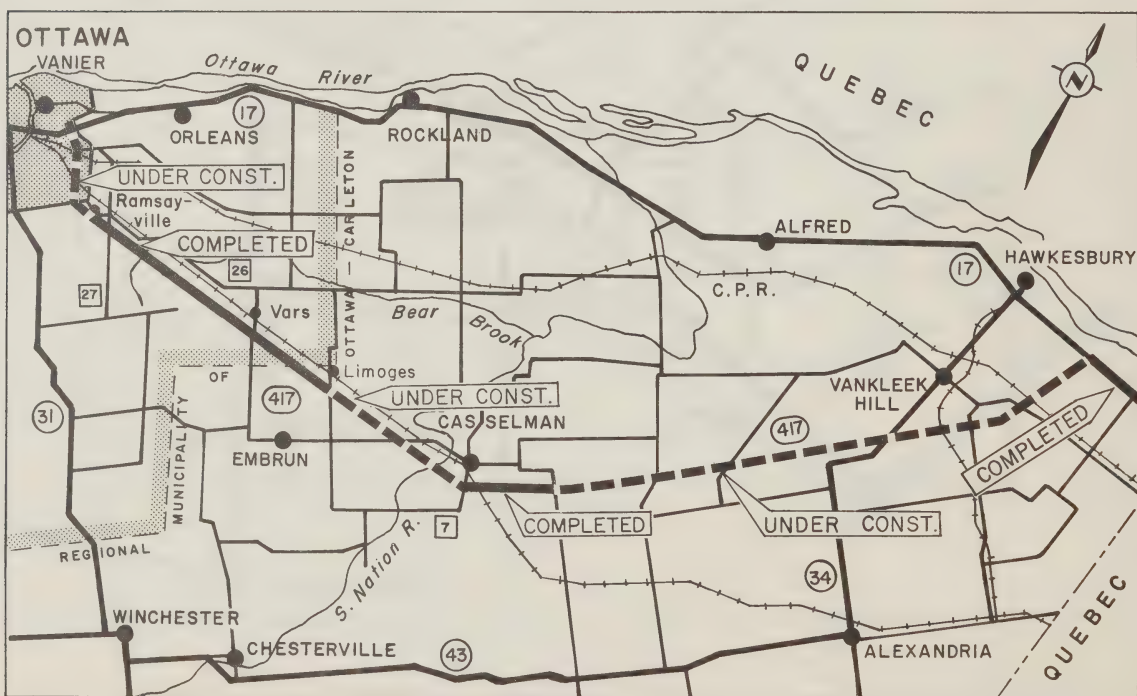 OTTAWA
VANIER
Ottawa River
QUEBEC
N
17
ORLEANS
ROCKLAND
UNDER CONST.
Ramsay-
ville
COMPLETED
OTTAWA — CARLETON
ALFRED
HAWKESBURY
17
26
27
C.P.R.
Vars
Bear Brook
OF
Limoges
VANKLEEK
HILL
417
UNDER CONST.
31
CASSELMAN
417
COMPLETED
EMBRUN
MUNICIPALITY
REGIONAL
7
COMPLETED
UNDER CONST.
S. Nation R.
34
QUEBEC
WINCHESTER
CHESTERVILLE
43
ALEXANDRIA